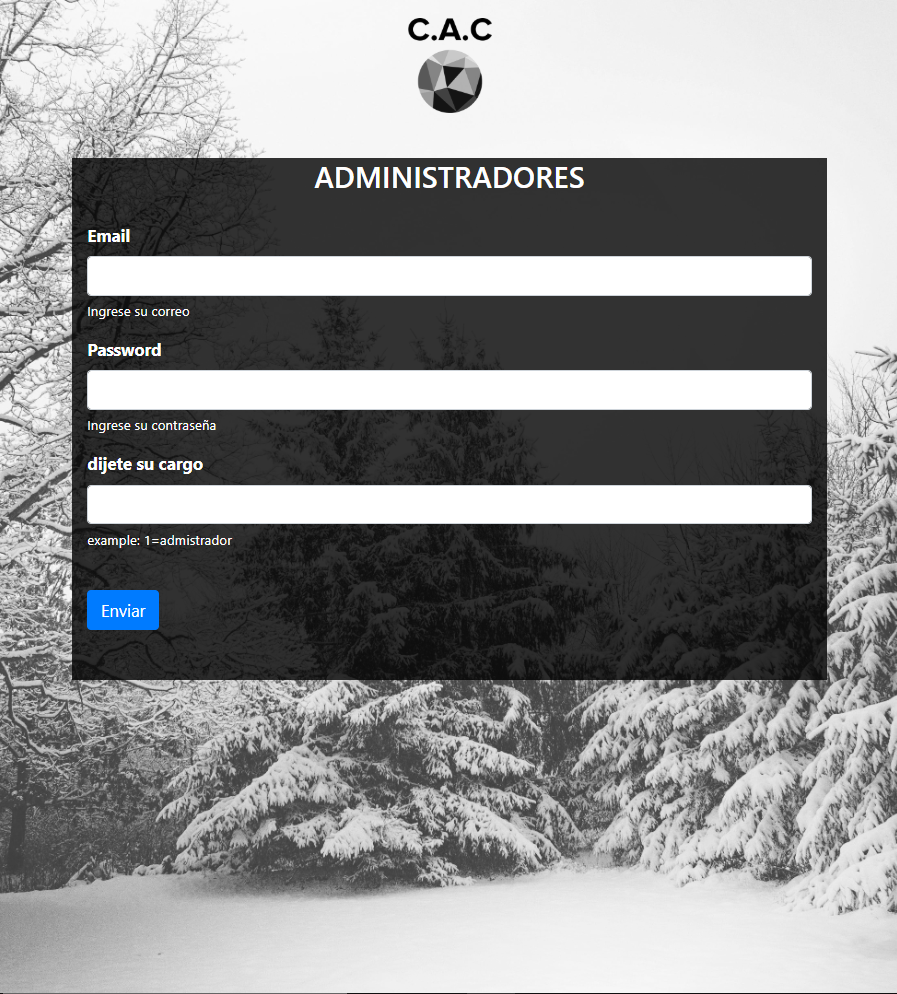 C.A.C
ADMINISTRADORES
Email
Ingrese su correo
Password
Ingrese su contraseña
dijete su cargo
example: 1=admistrador
Enviar